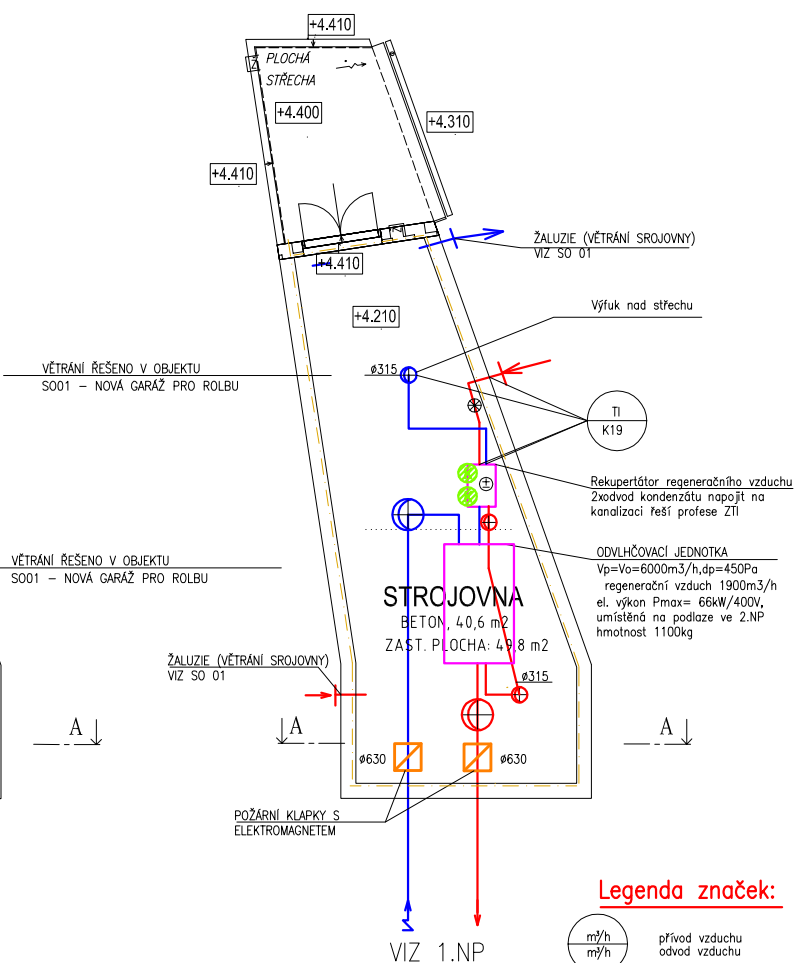 +4.410
PLOCHÁ
STŘECHA
Z
+4.400
+4.310
+4.410
+4.410
ŽALUZIE (VĚTRÁNÍ SROJOVNY)
VIZ SO 01
+4.210
Výfuk nad střechu
VĚTRÁNÍ ŘEŠENO V OBJEKTU
SO01 – NOVÁ GARÁŽ PRO ROLBU
ø315
TI
K19
Rekupertátor regeneračního vzduchu
2xodvod kondenzátu napojit na
kanalizaci řeší profese ZTI
VĚTRÁNÍ ŘEŠENO V OBJEKTU
SO01 – NOVÁ GARÁŽ PRO ROLBU
ODVLHČOVACÍ JEDNOTKA
Vp=Vo=6000m3/h,dp=450Pa
regenerační vzduch 1900m3/h
el. výkon Pmax= 66kW/400V,
umístěná na podlaze ve 2.NP
hmotnost 1100kg
STROJOVNA
BETON, 40,6 m2
ZAST. PLOCHA: 49,8 m2
ŽALUZIE (VĚTRÁNÍ SROJOVNY)
VIZ SO 01
ø315
A
A
A
ø630
ø630
POŽÁRNÍ KLAPKY S
ELEKTROMAGNETEM
Legenda značek:
m³/h
m³/h
přívod vzduchu
odvod vzduchu
VIZ 1.NP